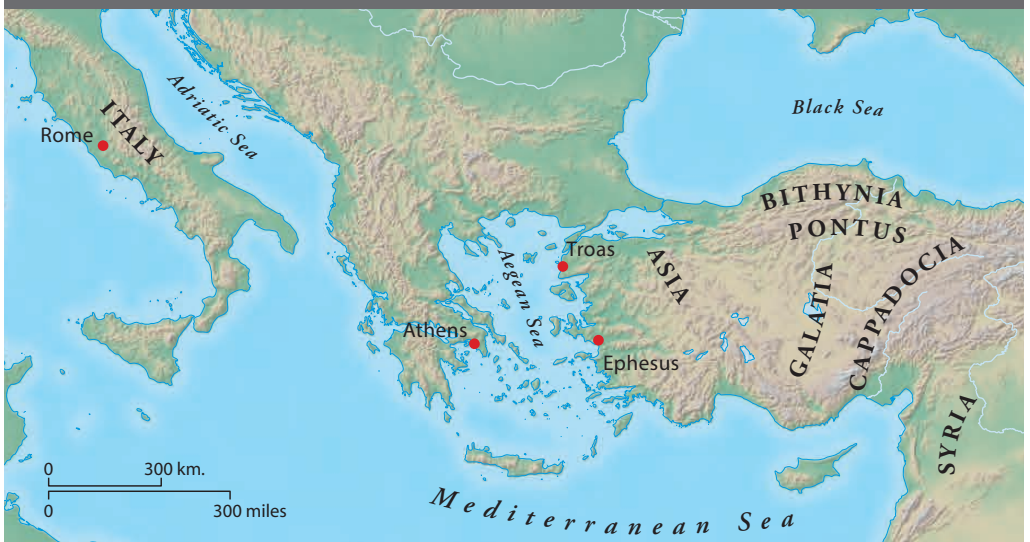 Adriatic Sea
Black Sea
ITALY
Rome
BITHYNIA
PONTUS
Troas
Aegean Sea
ASIA
GALATIA
CAPPADOCIA
Athens
Ephesus
SYRIA
0 300 km.
0 300 miles
Mediterranean Sea